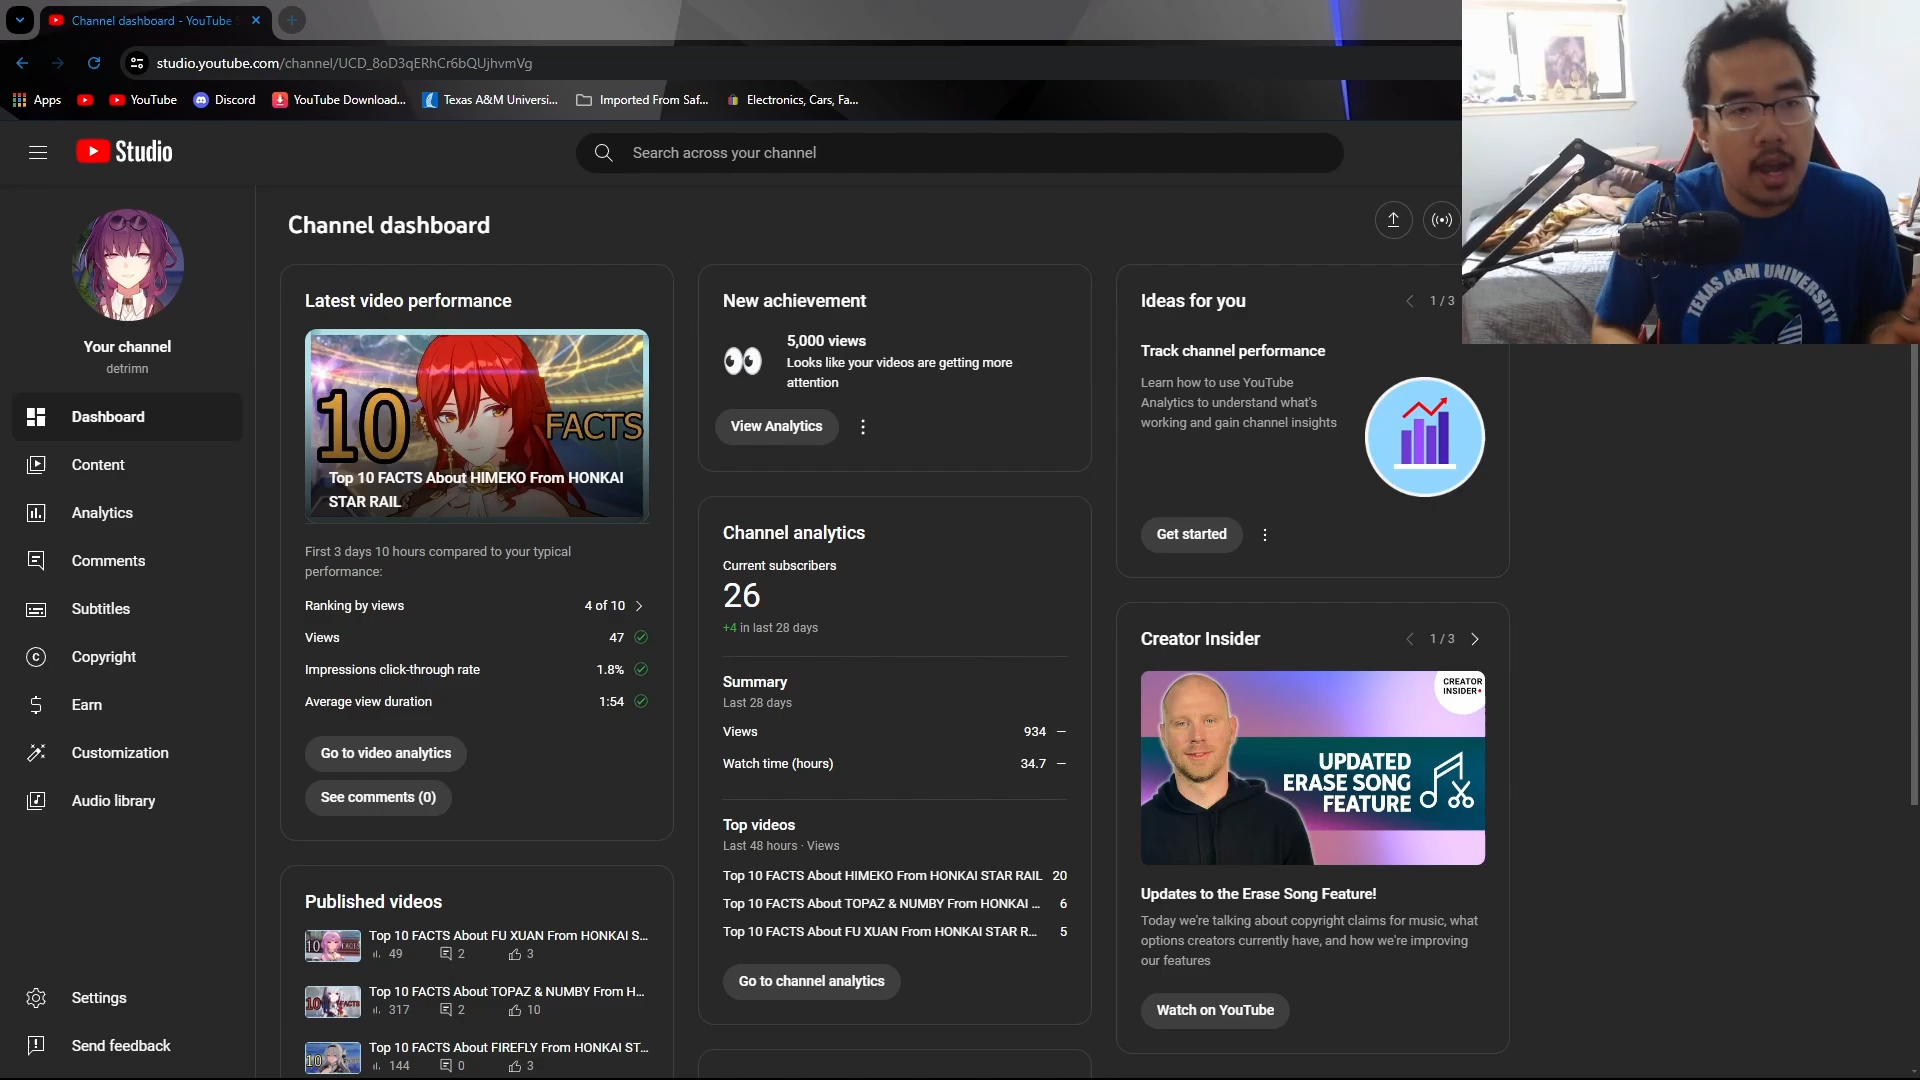 Channel dashboard - YouTube S
studio.youtube.com/channel/UCD_8oD3qERhCr6bQUjhvmVg
Apps
YouTube
Discord
YouTube Download...
Texas A&M Universi...
Imported From Saf...
Electronics, Cars, Fa...
Studio
Search across your channel
TEXAS A&M UNIVERSITY
Your channel
detrimn
Dashboard
Content
Analytics
Comments
Subtitles
Copyright
Earn
Customization
Audio library
Settings
Send feedback
Channel dashboard
Latest video performance
10 FACTS
Top 10 FACTS About HIMEKO From HONKAI
STAR RAIL
First 3 days 10 hours compared to your typical
performance:
Ranking by views 4 of 10
Views 47
Impressions click-through rate 1.8%
Average view duration 1:54
Go to video analytics
See comments (0)
Published videos
10 FACTS
Top 10 FACTS About FU XUAN From HONKAI S...
49 2 3
10 FACTS
Top 10 FACTS About TOPAZ & NUMBY From H...
317 2 10
10
Top 10 FACTS About FIREFLY From HONKAI ST...
144 0 3
New achievement
5,000 views
Looks like your videos are getting more
attention
View Analytics
Channel analytics
Current subscribers
26
+4 in last 28 days
Summary
Last 28 days
Views 934 —
Watch time (hours) 34.7 —
Top videos
Last 48 hours · Views
Top 10 FACTS About HIMEKO From HONKAI STAR RAIL 20
Top 10 FACTS About TOPAZ & NUMBY From HONKAI ... 6
Top 10 FACTS About FU XUAN From HONKAI STAR R... 5
Go to channel analytics
Ideas for you 1 / 3
Track channel performance
Learn how to use YouTube
Analytics to understand what's
working and gain channel insights
Get started
Creator Insider 1 / 3
CREATOR
INSIDER
UPDATED
ERASE SONG
FEATURE
Updates to the Erase Song Feature!
Today we're talking about copyright claims for music, what
options creators currently have, and how we're improving
our features
Watch on YouTube